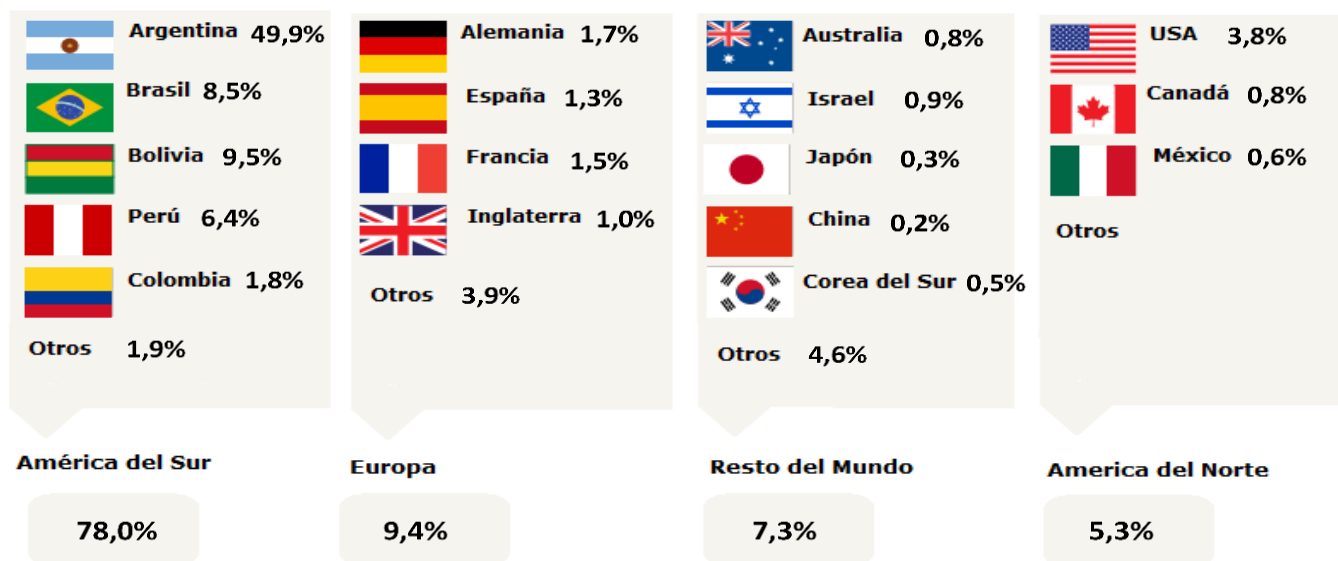 Argentina 49,9%
Brasil 8,5%
Bolivia 9,5%
Perú 6,4%
Colombia 1,8%
Otros 1,9%
América del Sur
78,0%
Alemania 1,7%
España 1,3%
Francia 1,5%
Inglaterra 1,0%
Otros 3,9%
Europa
9,4%
Australia 0,8%
Israel 0,9%
Japón 0,3%
China 0,2%
Corea del Sur 0,5%
Otros 4,6%
Resto del Mundo
7,3%
USA 3,8%
Canadá 0,8%
México 0,6%
Otros
America del Norte
5,3%